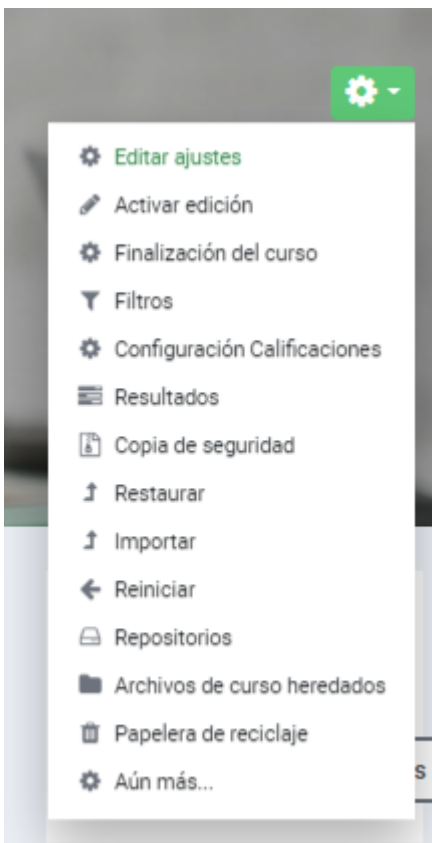 Editar ajustes
Activar edición
Finalización del curso
Filtros
Configuración Calificaciones
Resultados
Copia de seguridad
Restaurar
Importar
Reiniciar
Repositorios
Archivos de curso heredados
Papelera de reciclaje
Aún más...
s